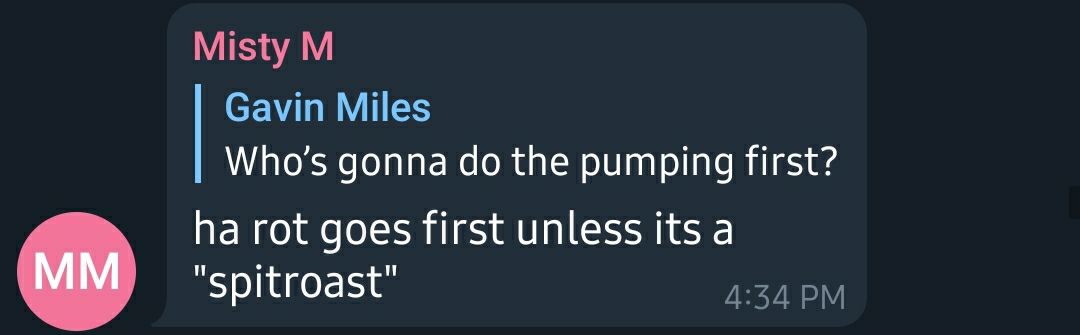 Misty M
Gavin Miles
Who's gonna do the pumping first?
ha rot goes first unless its a
"spitroast"
MM
4:34 PM